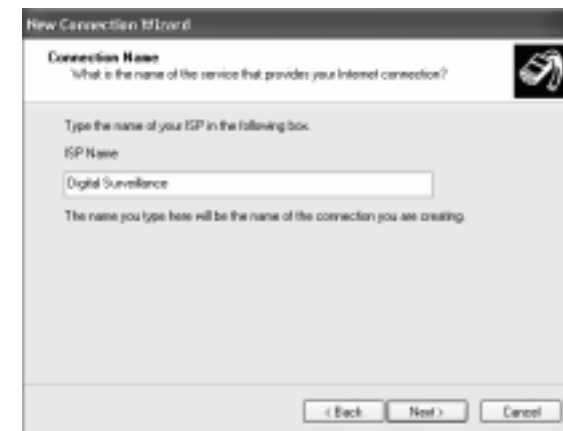 New Connection Wizard
Connection Name
What is the name of the service that provides your Internet connection?
Type the name of your ISP in the following box.
ISP Name
Digital Surveillance
The name you type here will be the name of the connection you are creating.
< Back
Next >
Cancel